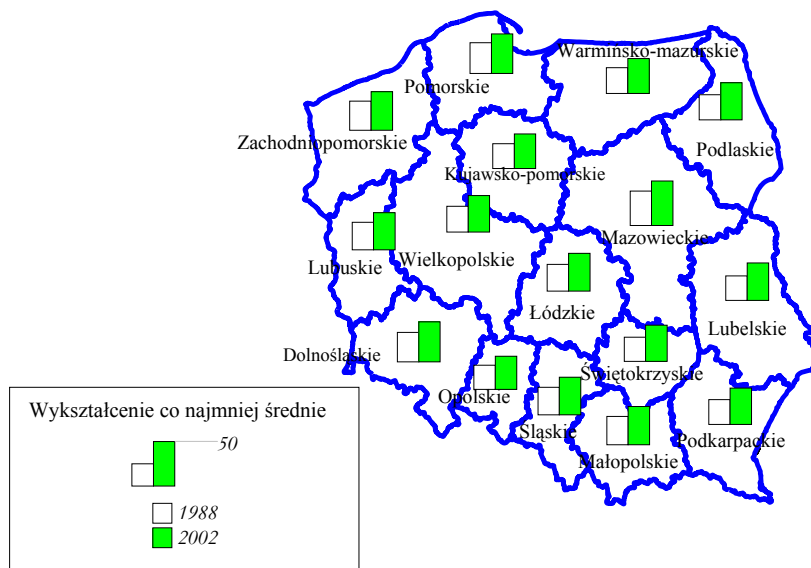 Warmińsko-mazurskie
Pomorskie
Zachodniopomorskie
Podlaskie
Kujawsko-pomorskie
Mazowieckie
Wielkopolskie
Lubuskie
Łódzkie
Lubelskie
Dolnośląskie
Świętokrzyskie
Opolskie
Śląskie
Podkarpackie
Małopolskie
Wykształcenie co najmniej średnie
50
1988
2002